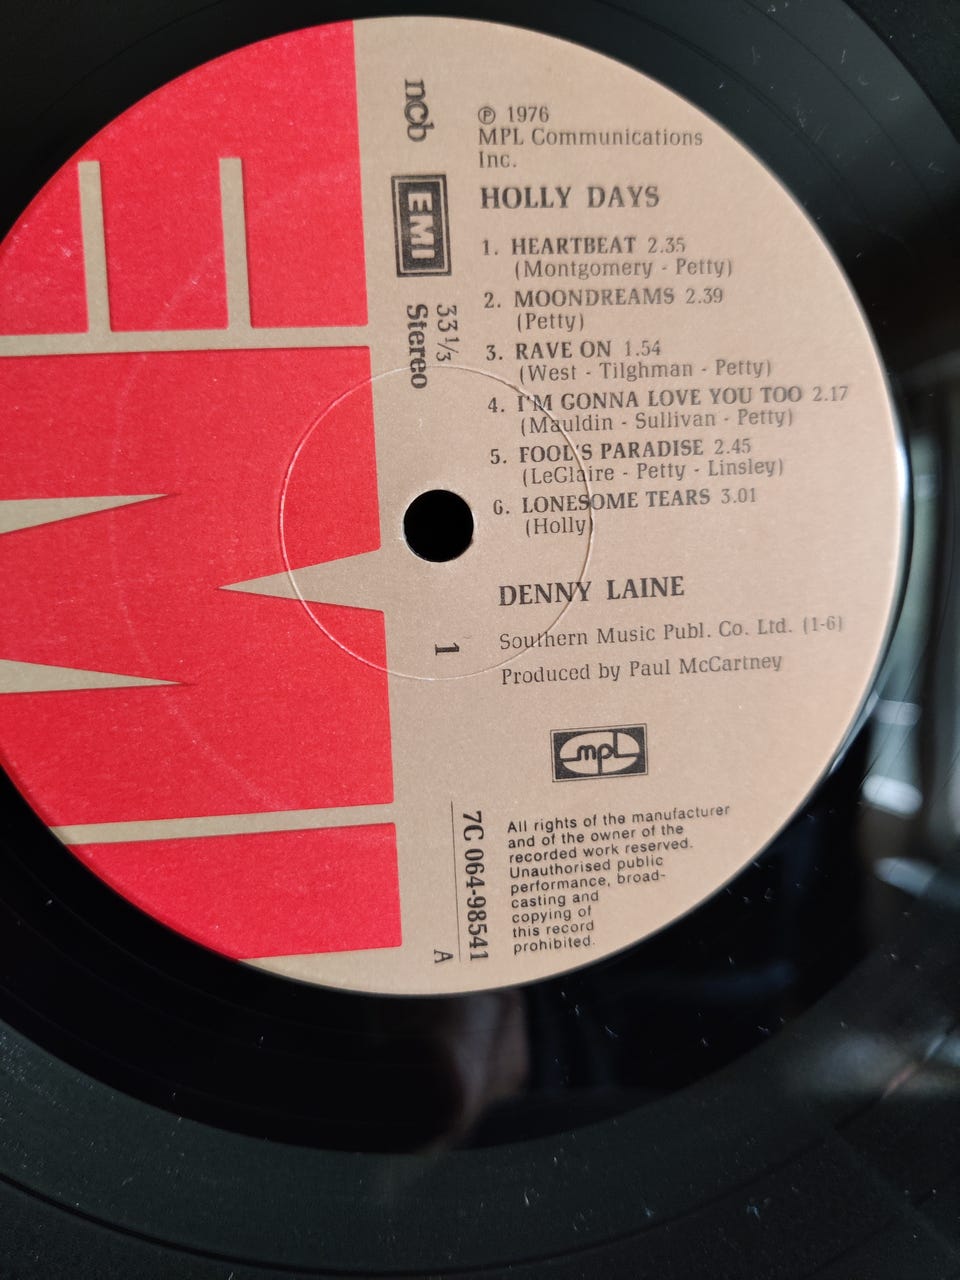 ncb
EMI
33⅓
Stereo
℗ 1976
MPL Communications
Inc.
HOLLY DAYS
1. HEARTBEAT 2.35
(Montgomery - Petty)
2. MOONDREAMS 2.39
(Petty)
3. RAVE ON 1.54
(West - Tilghman - Petty)
4. I'M GONNA LOVE YOU TOO 2.17
(Mauldin - Sullivan - Petty)
5. FOOL'S PARADISE 2.45
(LeGlaire - Petty - Linsley)
6. LONESOME TEARS 3.01
(Holly)
DENNY LAINE
1
Southern Music Publ. Co. Ltd. (1-6)
Produced by Paul McCartney
mpl
7C 064-98541
A
All rights of the manufacturer
and of the owner of the
recorded work reserved.
Unauthorised public
performance, broad-
casting and
copying of
this record
prohibited.